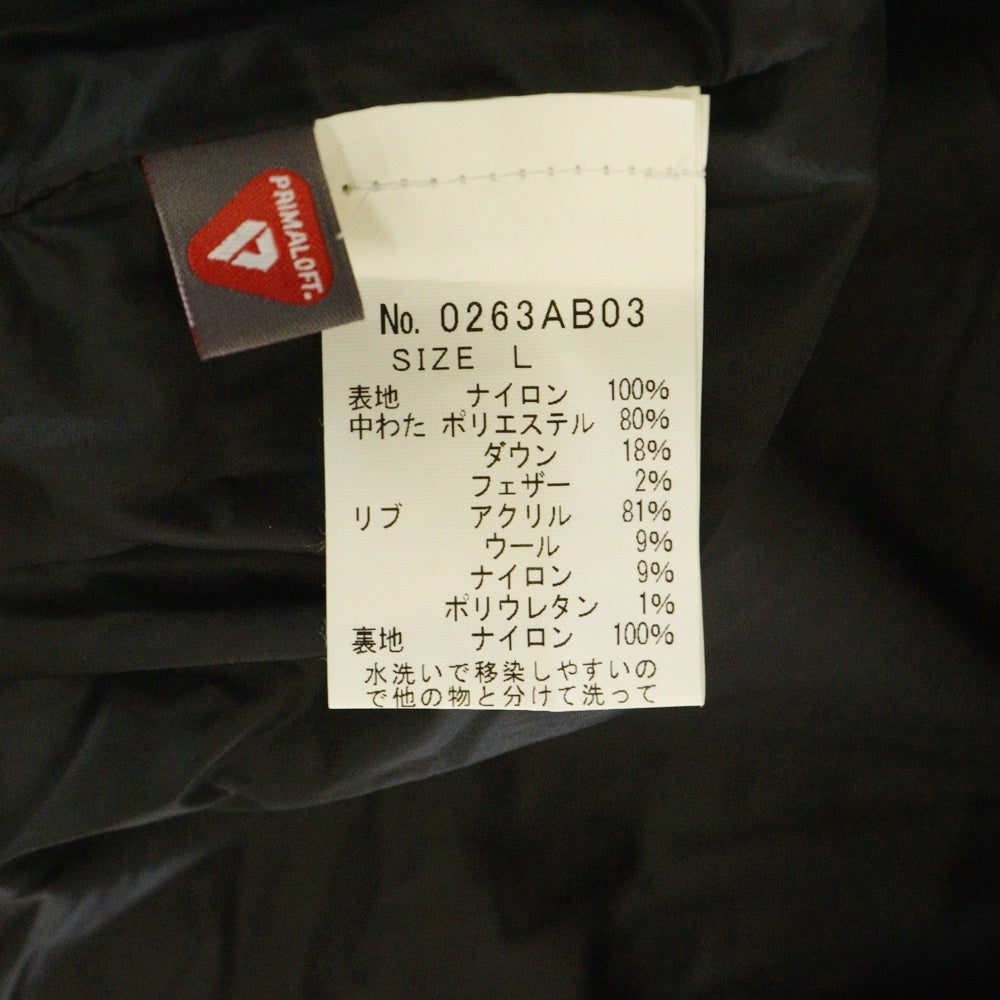 PRIMALOFT.
No. 0263AB03
SIZE L
表地 ナイロン 100%
中わた ポリエステル 80%
ダウン 18%
フェザー 2%
リブ アクリル 81%
ウール 9%
ナイロン 9%
ポリウレタン 1%
裏地 ナイロン 100%
水洗いで移染しやすいの
で他の物と分けて洗って